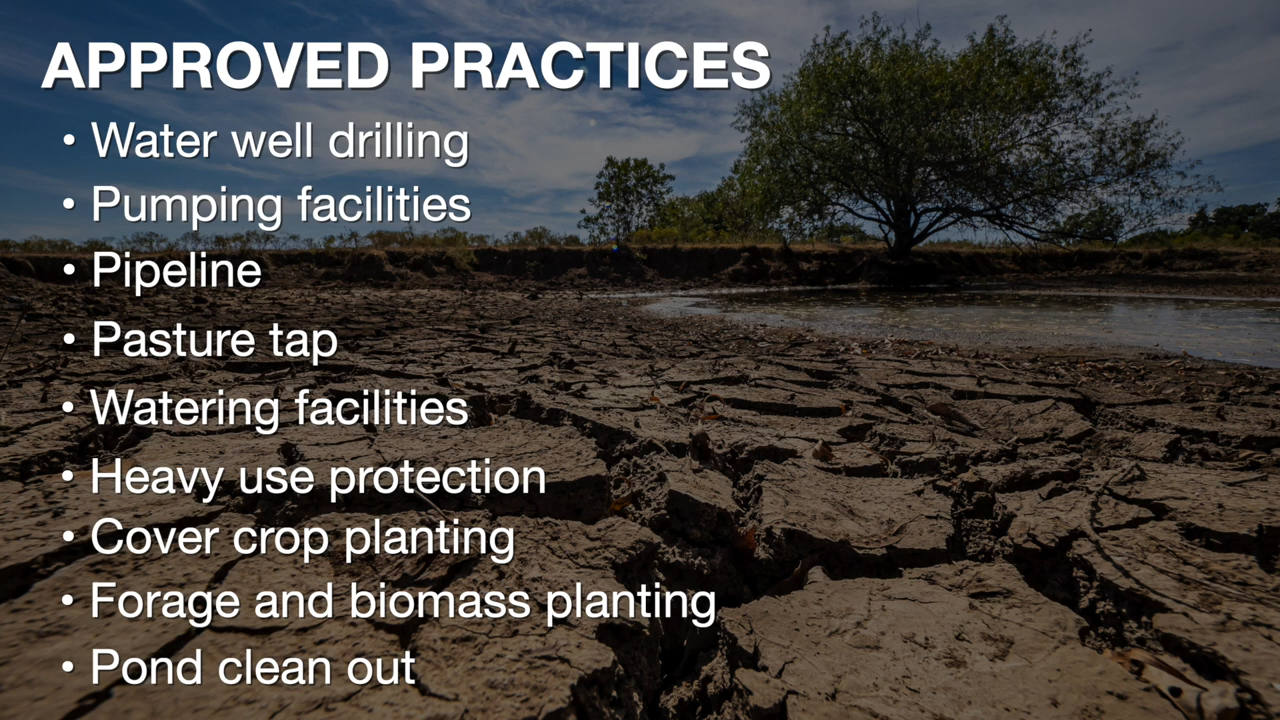 APPROVED PRACTICES
• Water well drilling
• Pumping facilities
• Pipeline
• Pasture tap
• Watering facilities
• Heavy use protection
• Cover crop planting
• Forage and biomass planting
• Pond clean out